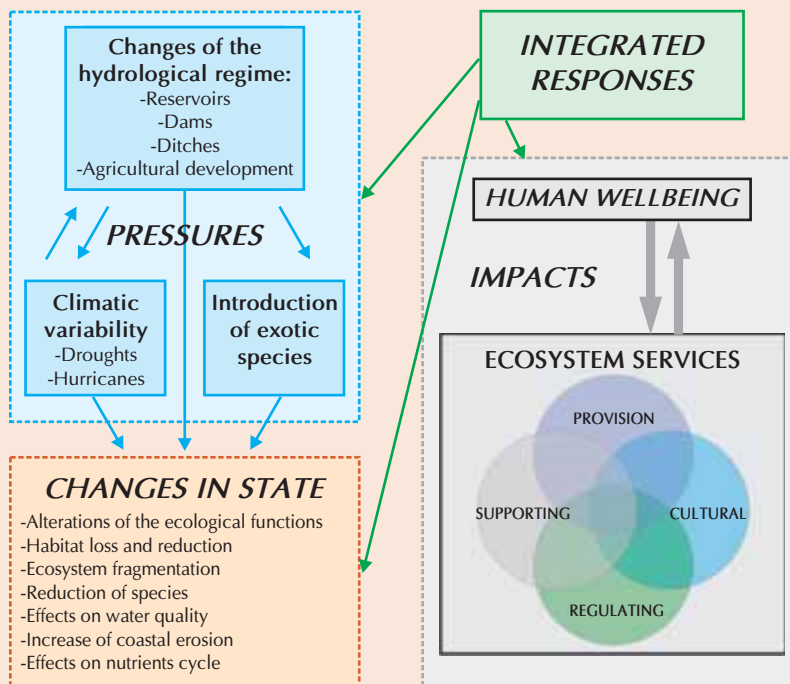 Changes of the
hydrological regime:
-Reservoirs
-Dams
-Ditches
-Agricultural development
PRESSURES
Climatic
variability
-Droughts
-Hurricanes
Introduction
of exotic
species
CHANGES IN STATE
-Alterations of the ecological functions
-Habitat loss and reduction
-Ecosystem fragmentation
-Reduction of species
-Effects on water quality
-Increase of coastal erosion
-Effects on nutrients cycle
INTEGRATED
RESPONSES
HUMAN WELLBEING
IMPACTS
ECOSYSTEM SERVICES
PROVISION
SUPPORTING
CULTURAL
REGULATING